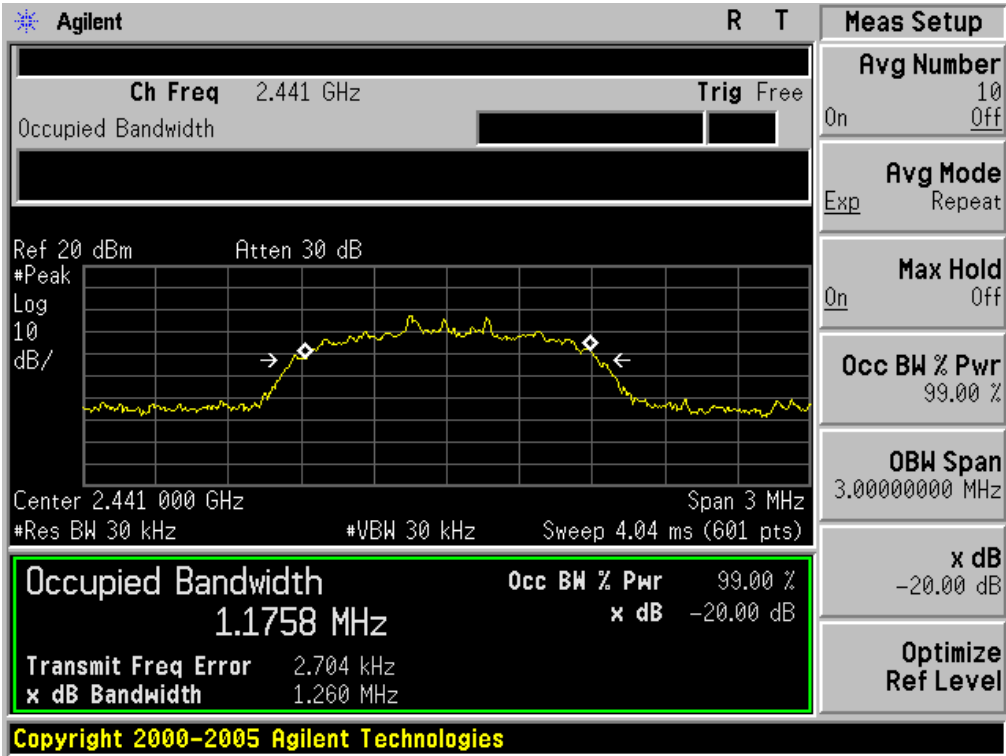 Agilent R T
Ch Freq 2.441 GHz Trig Free
Occupied Bandwidth
Ref 20 dBm Atten 30 dB
#Peak
Log
10
dB/
Center 2.441 000 GHz Span 3 MHz
#Res BW 30 kHz #VBW 30 kHz Sweep 4.04 ms (601 pts)
Occupied Bandwidth
1.1758 MHz
Occ BW % Pwr 99.00 %
x dB -20.00 dB
Transmit Freq Error 2.704 kHz
x dB Bandwidth 1.260 MHz
Copyright 2000-2005 Agilent Technologies
Meas Setup
Avg Number
10
On Off
Avg Mode
Exp Repeat
Max Hold
On Off
Occ BW % Pwr
99.00 %
OBW Span
3.00000000 MHz
x dB
-20.00 dB
Optimize
Ref Level